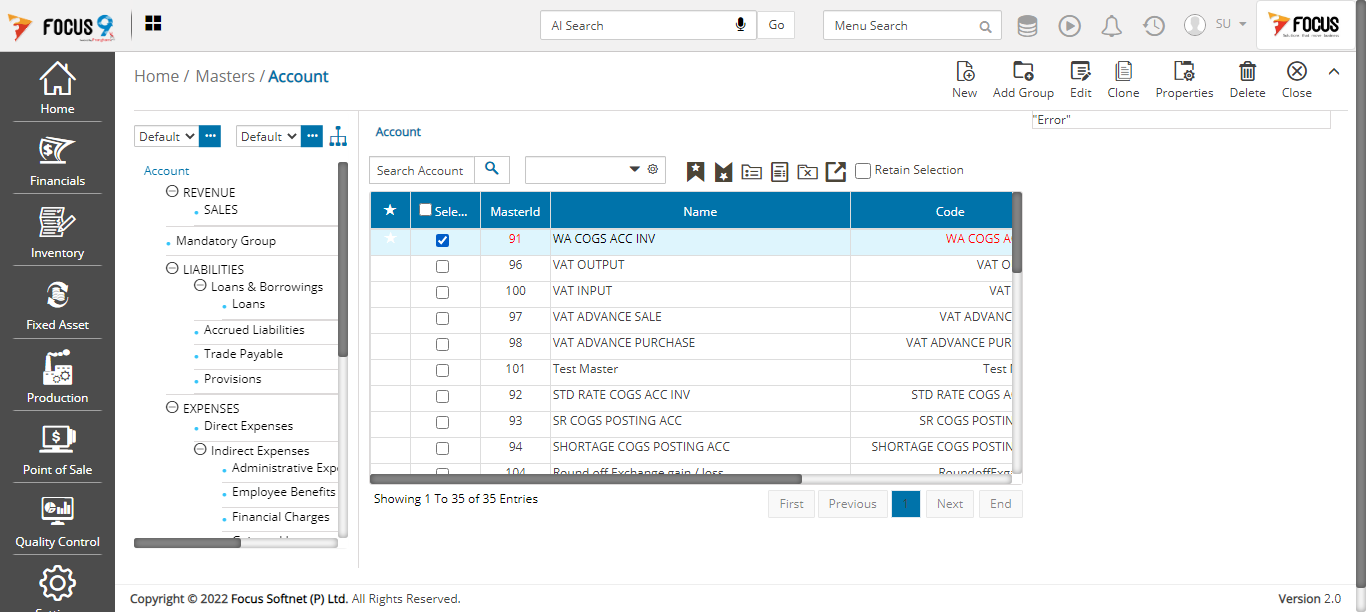 FOCUS 9
AI Search
Go
Menu Search
SU
FOCUS
Home
Financials
Inventory
Fixed Asset
Production
Point of Sale
Quality Control
Home / Masters / Account
New
Add Group
Edit
Clone
Properties
Delete
Close
"Error"
Default
Default
Account
REVENUE
SALES
Mandatory Group
LIABILITIES
Loans & Borrowings
Loans
Accrued Liabilities
Trade Payable
Provisions
EXPENSES
Direct Expenses
Indirect Expenses
Administrative Expe
Employee Benefits
Financial Charges
Account
Search Account
Retain Selection
Sele... MasterId Name Code
91 WA COGS ACC INV WA COGS A
96 VAT OUTPUT VAT O
100 VAT INPUT VAT
97 VAT ADVANCE SALE VAT ADVANC
98 VAT ADVANCE PURCHASE VAT ADVANCE PUR
101 Test Master Test
92 STD RATE COGS ACC INV STD RATE COGS A
93 SR COGS POSTING ACC SR COGS POSTIN
94 SHORTAGE COGS POSTING ACC SHORTAGE COGS POSTIN
104 Round off Exchange gain / loss RoundoffExga
Showing 1 To 35 of 35 Entries
First
Previous
1
Next
End
Copyright © 2022 Focus Softnet (P) Ltd. All Rights Reserved.
Version 2.0